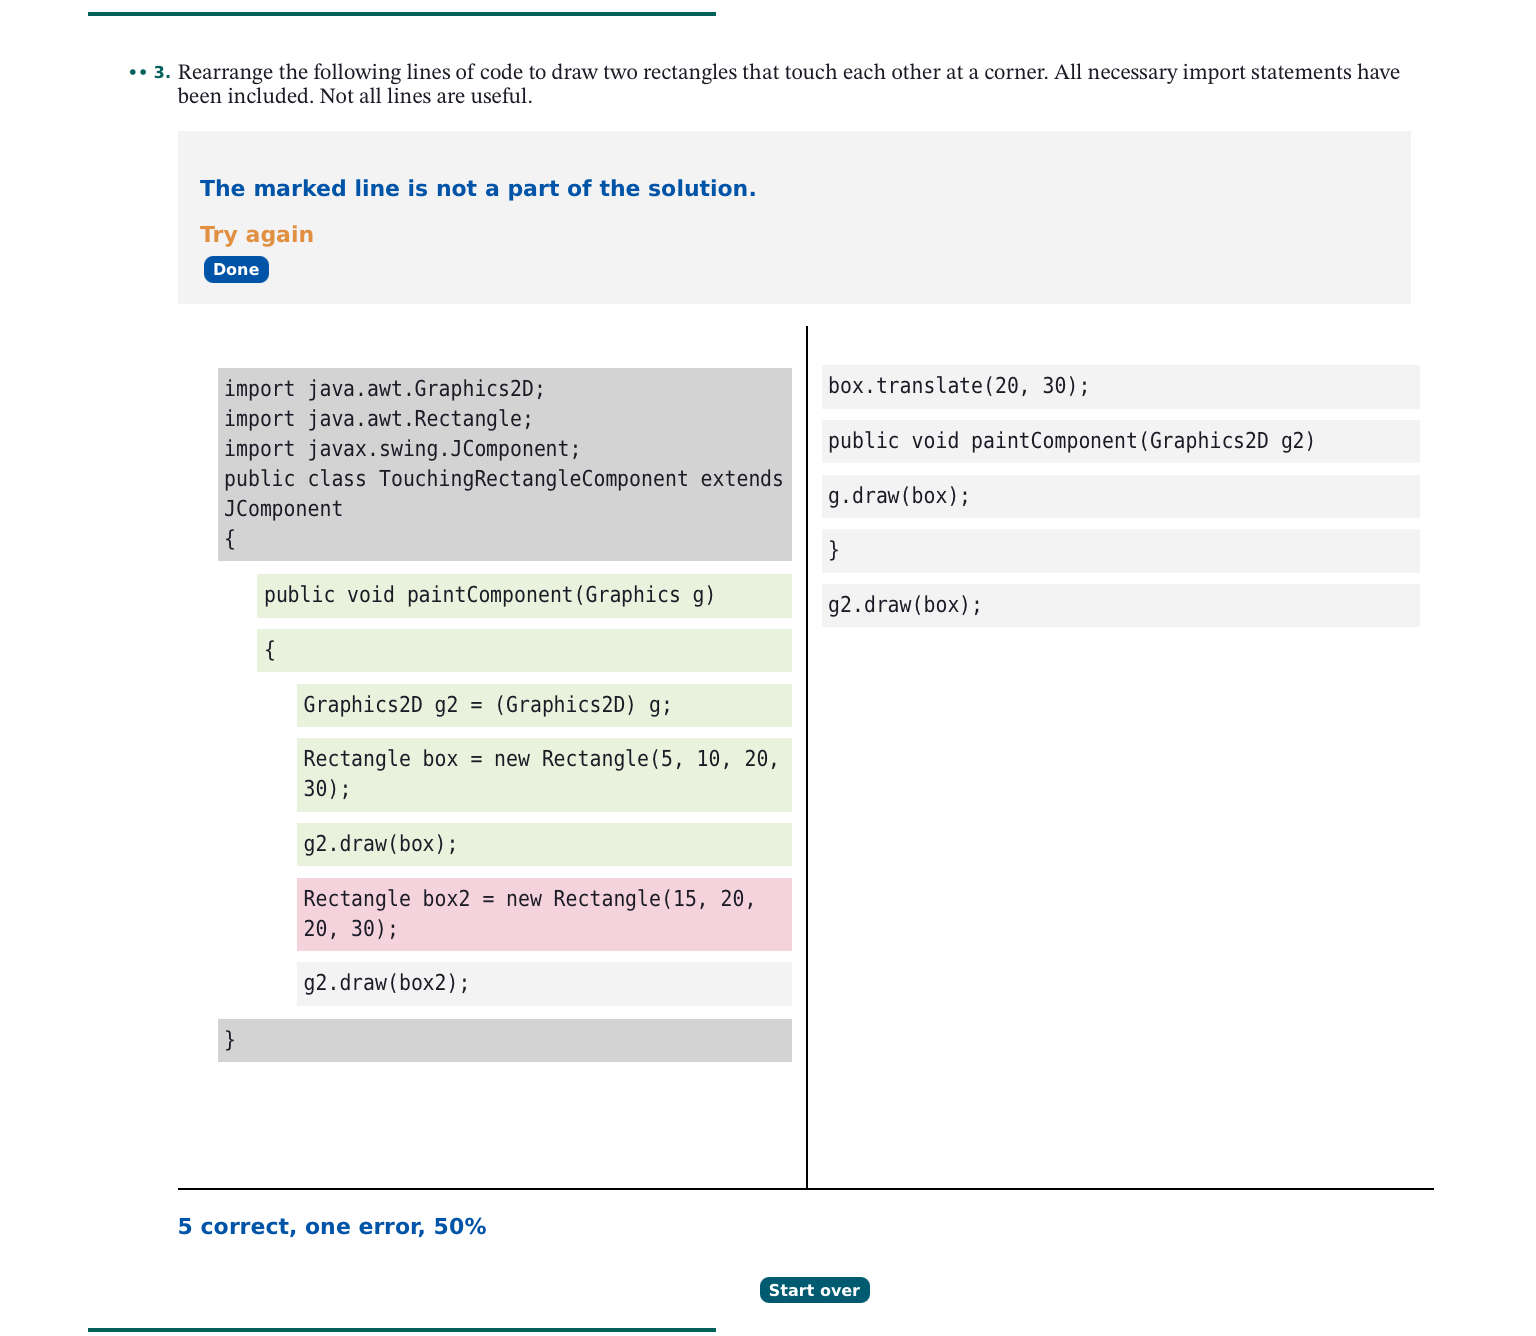 •• 3. Rearrange the following lines of code to draw two rectangles that touch each other at a corner. All necessary import statements have
been included. Not all lines are useful.
The marked line is not a part of the solution.
Try again
Done
import java.awt.Graphics2D;
import java.awt.Rectangle;
import javax.swing.JComponent;
public class TouchingRectangleComponent extends
JComponent
{
public void paintComponent(Graphics g)
{
Graphics2D g2 = (Graphics2D) g;
Rectangle box = new Rectangle(5, 10, 20,
30);
g2.draw(box);
Rectangle box2 = new Rectangle(15, 20,
20, 30);
g2.draw(box2);
}
box.translate(20, 30);
public void paintComponent(Graphics2D g2)
g.draw(box);
}
g2.draw(box);
5 correct, one error, 50%
Start over